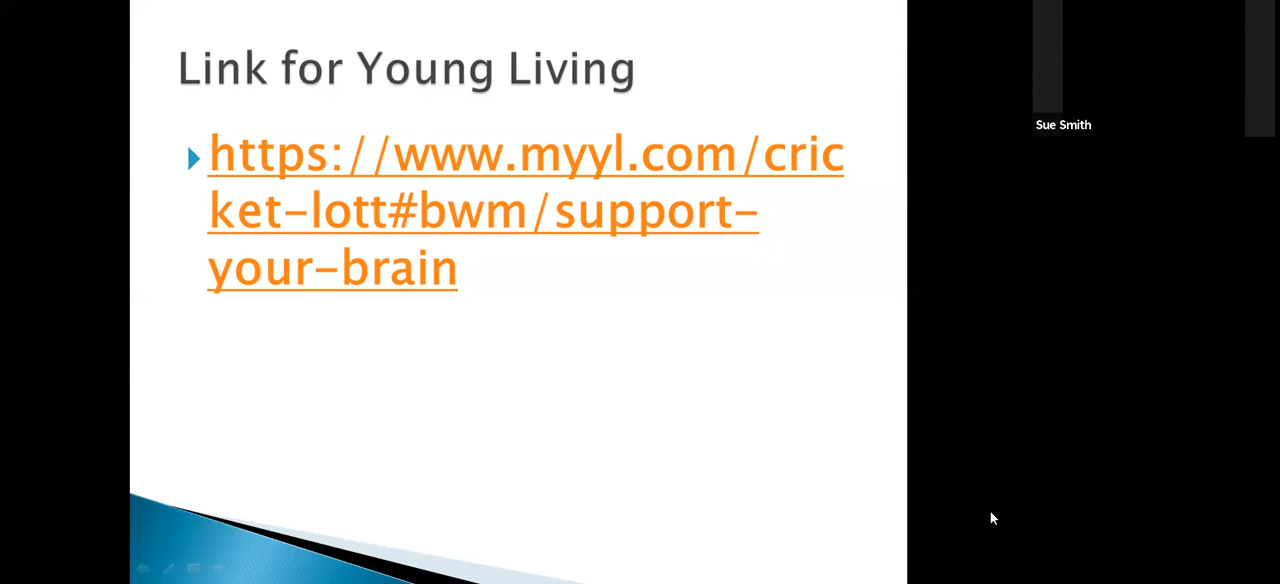 Link for Young Living
https://www.myyl.com/cric
ket-lott#bwm/support-
your-brain
Sue Smith